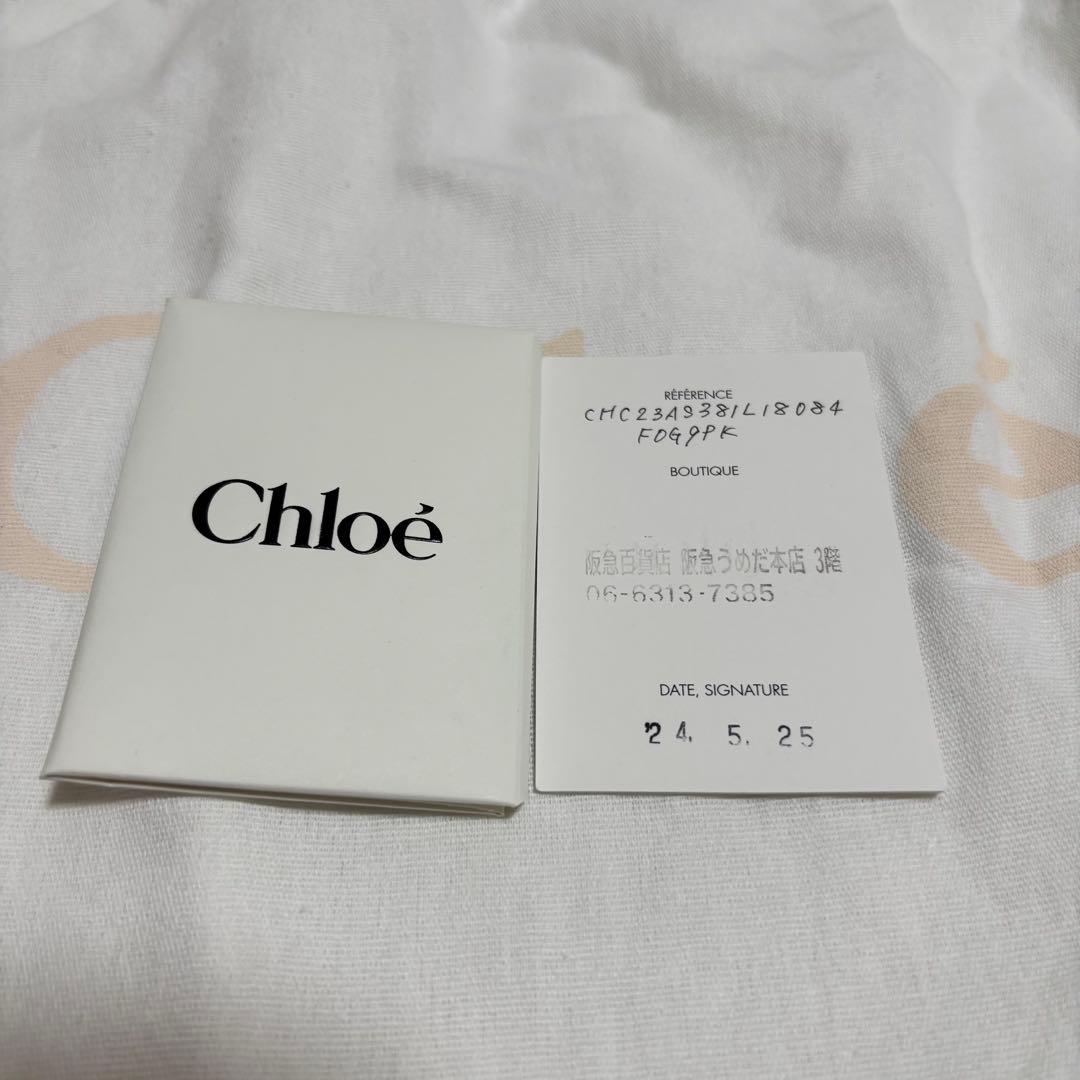 Chloé
RÉFÉRENCE
CHC23AS381L18084
FOG9PK
BOUTIQUE
阪急百貨店 阪急うめだ本店 3階
06-6313-7385
DATE, SIGNATURE
'24. 5. 25